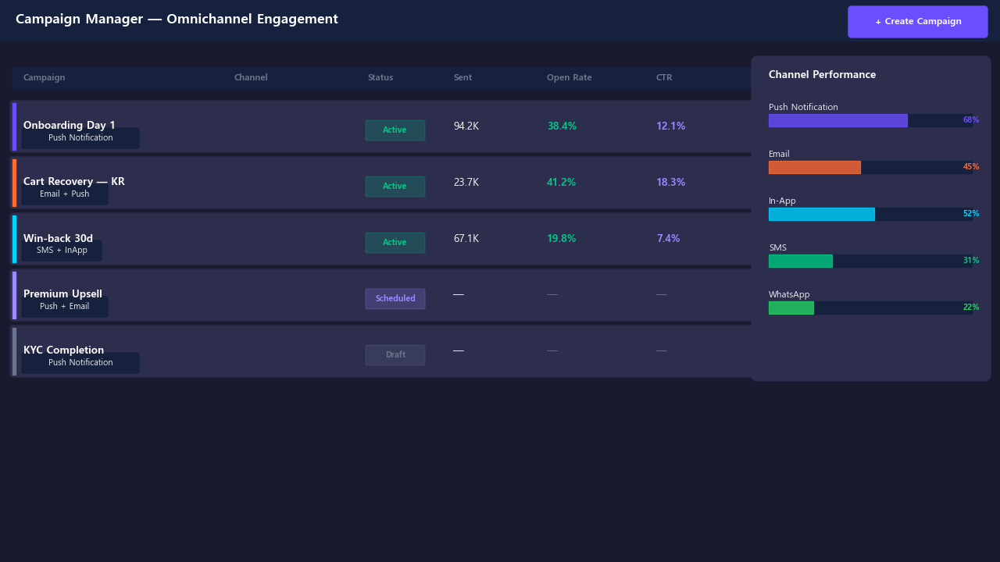 Campaign Manager — Omnichannel Engagement
+ Create Campaign
Campaign Channel Status Sent Open Rate CTR
Onboarding Day 1
Push Notification
Active 94.2K 38.4% 12.1%
Cart Recovery — KR
Email + Push
Active 23.7K 41.2% 18.3%
Win-back 30d
SMS + InApp
Active 67.1K 19.8% 7.4%
Premium Upsell
Push + Email
Scheduled — — —
KYC Completion
Push Notification
Draft — — —
Channel Performance
Push Notification
68%
Email
45%
In-App
52%
SMS
31%
WhatsApp
22%